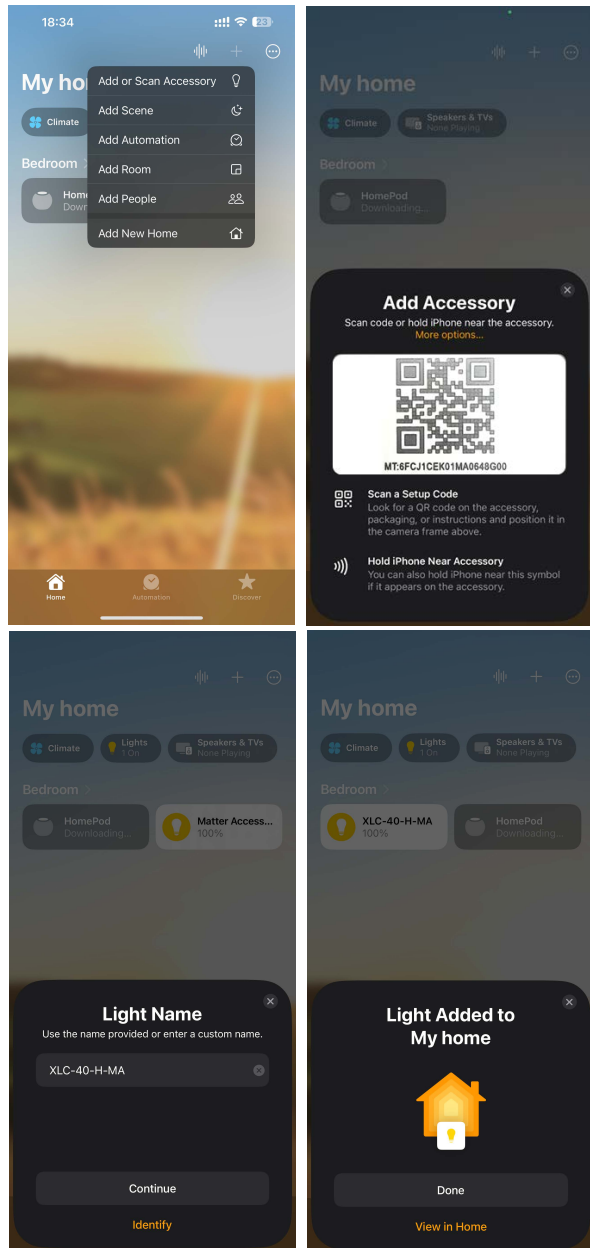 18:34
23
My ho
Add or Scan Accessory
Add Scene
Climate
Add Automation
Bedroom
Add Room
Add People
Add New Home
Home
Automation
Discover
My home
Climate
Speakers & TVs
None Playing
Bedroom
HomePod
Downloading...
Add Accessory
Scan code or hold iPhone near the accessory.
More options...
MT:6FCJ1CEK01MA0648G00
Scan a Setup Code
Look for a QR code on the accessory,
packaging, or instructions and position it in
the camera frame above.
Hold iPhone Near Accessory
You can also hold iPhone near this symbol
if it appears on the accessory.
My home
Climate
Lights
1 On
Speakers & TVs
None Playing
Bedroom
HomePod
Downloading...
Matter Access...
100%
Light Name
Use the name provided or enter a custom name.
XLC-40-H-MA
Continue
Identify
My home
Climate
Lights
1 On
Speakers & TVs
None Playing
Bedroom
XLC-40-H-MA
100%
HomePod
Downloading...
Light Added to
My home
Done
View in Home